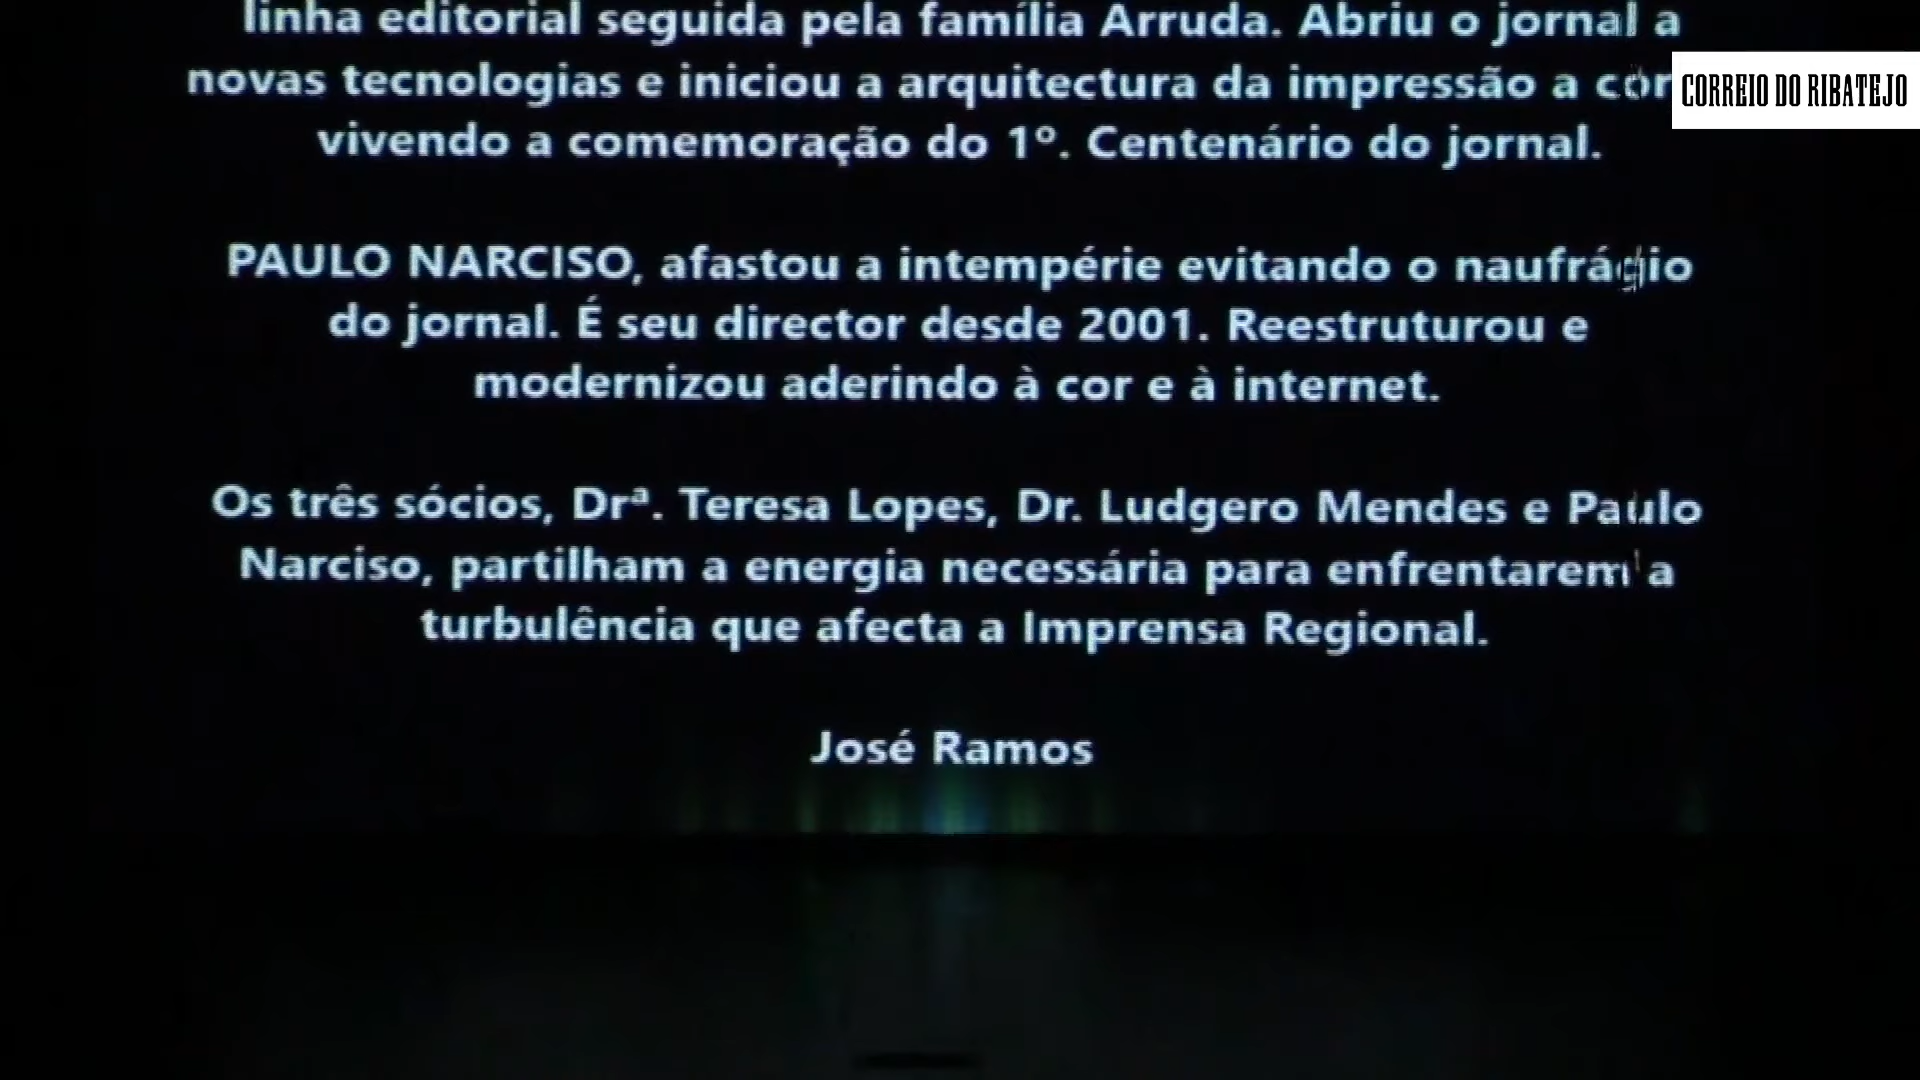 linha editorial seguida pela família Arruda. Abriu o jornal a
novas tecnologias e iniciou a arquitectura da impressão a cor
CORREIO DO RIBATEJO
vivendo a comemoração do 1º. Centenário do jornal.
PAULO NARCISO, afastou a intempérie evitando o naufrágio
do jornal. É seu director desde 2001. Reestruturou e
modernizou aderindo à cor e à internet.
Os três sócios, Drª. Teresa Lopes, Dr. Ludgero Mendes e Paulo
Narciso, partilham a energia necessária para enfrentarem a
turbulência que afecta a Imprensa Regional.
José Ramos